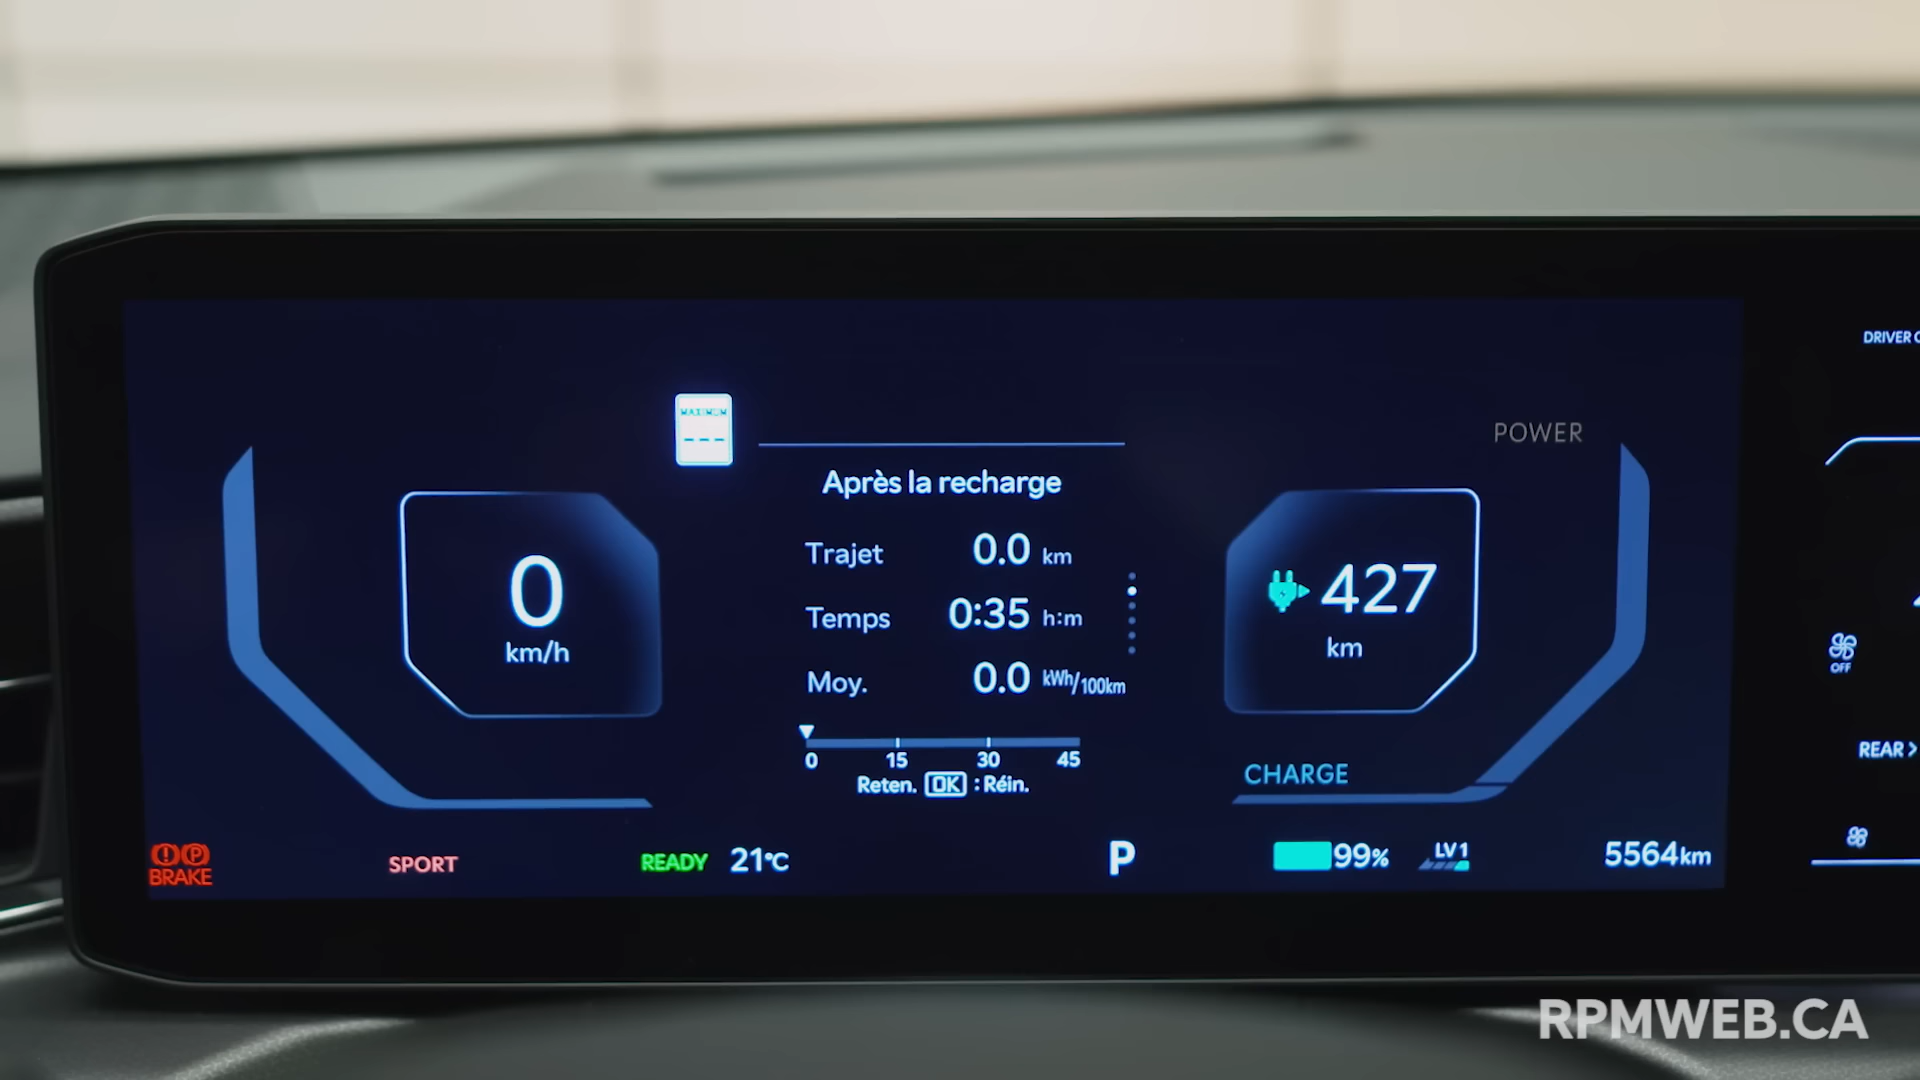 DRIVER
MAXIMUM
---
POWER
Après la recharge
0
km/h
Trajet 0.0 km
Temps 0:35 h:m
Moy. 0.0 kWh/100km
427
km
OFF
0 15 30 45
Reten. OK : Réin.
CHARGE
REAR >
BRAKE
SPORT
READY 21°C
P
99%
LV1
5564km
RPMWEB.CA